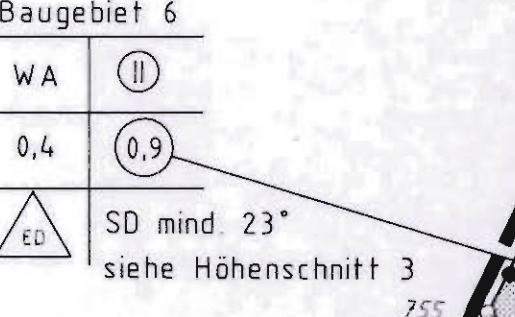 Baugebiet 6
WA II
0,4 0,9
ED SD mind. 23°
siehe Höhenschnitt 3
755